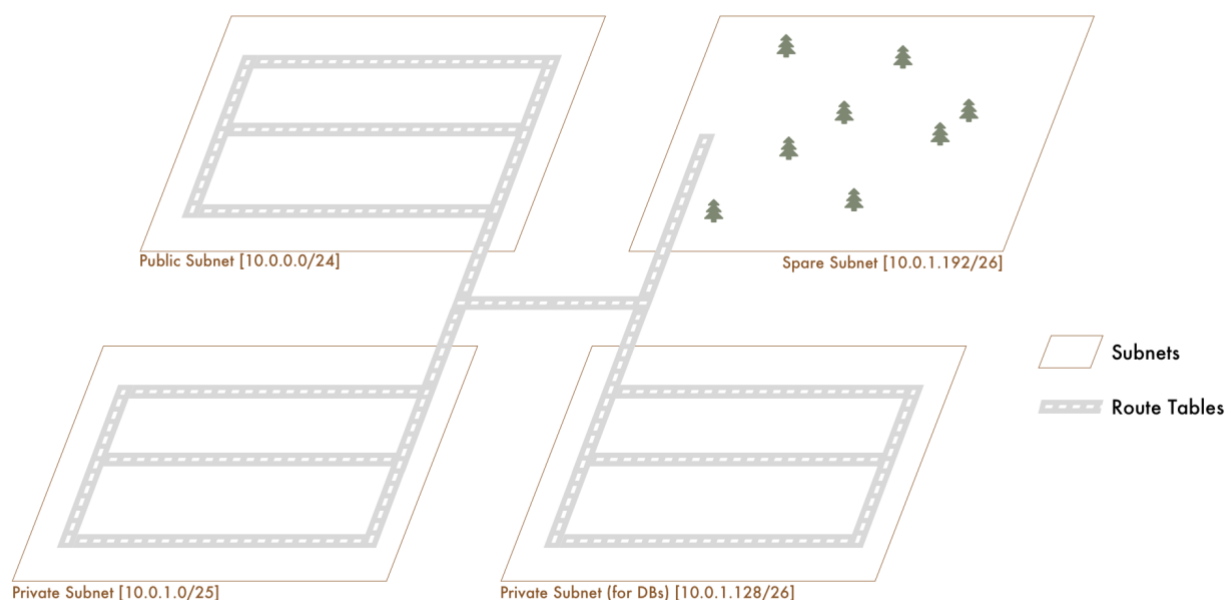 Public Subnet [10.0.0.0/24]
Spare Subnet [10.0.1.192/26]
Subnets
Route Tables
Private Subnet [10.0.1.0/25]
Private Subnet (for DBs) [10.0.1.128/26]